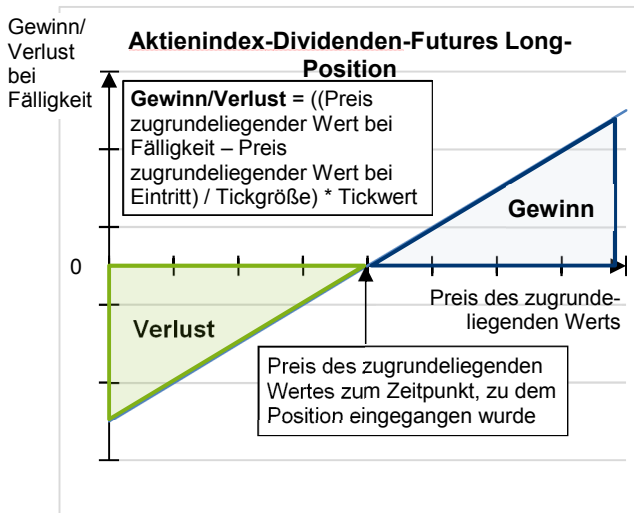 Gewinn/
Verlust
bei
Fälligkeit
Aktienindex-Dividenden-Futures Long-
Position
Gewinn/Verlust = ((Preis
zugrundeliegender Wert bei
Fälligkeit – Preis
zugrundeliegender Wert bei
Eintritt) / Tickgröße) * Tickwert
Gewinn
0
Preis des zugrunde-
liegenden Werts
Verlust
Preis des zugrundeliegenden
Wertes zum Zeitpunkt, zu dem
Position eingegangen wurde